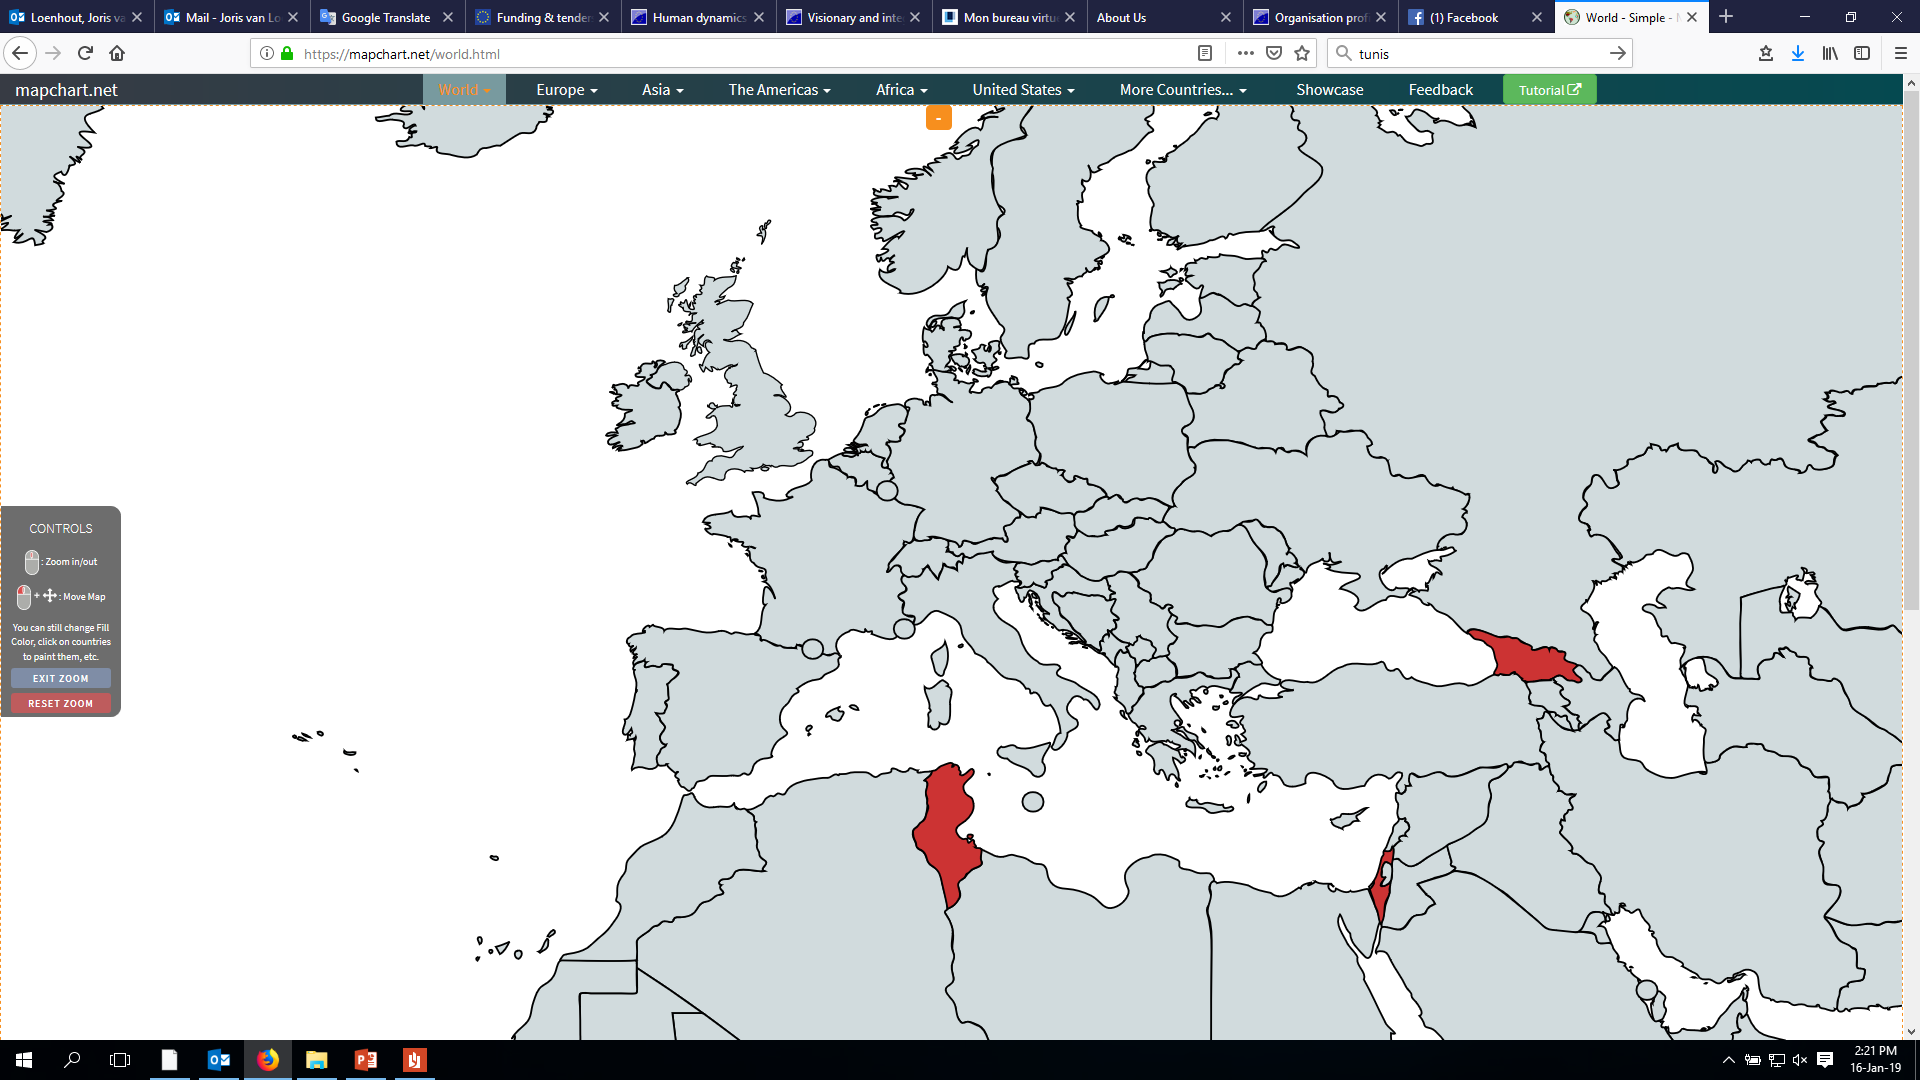 Loenhout, Joris va
Mail - Joris van Lo
Google Translate
Funding & tender
Human dynamics
Visionary and inte
Mon bureau virtu
About Us
Organisation prof
(1) Facebook
World - Simple -
https://mapchart.net/world.html
tunis
mapchart.net
World
Europe
Asia
The Americas
Africa
United States
More Countries...
Showcase
Feedback
Tutorial
-
CONTROLS
: Zoom in/out
+ : Move Map
You can still change Fill
Color, click on countries
to paint them, etc.
EXIT ZOOM
RESET ZOOM
2:21 PM
16-Jan-19